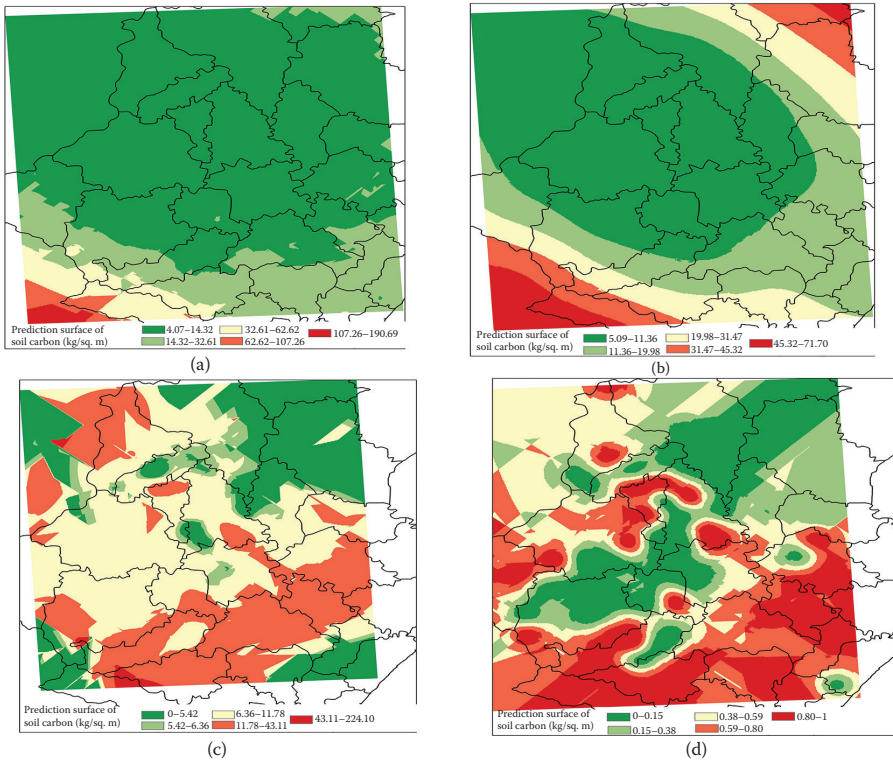 Prediction surface of
soil carbon (kg/sq. m)
4.07–14.32
14.32–32.61
32.61–62.62
62.62–107.26
107.26–190.69
(a)
Prediction surface of
soil carbon (kg/sq. m)
5.09–11.36
11.36–19.98
19.98–31.47
31.47–45.32
45.32–71.70
(b)
Prediction surface of
soil carbon (kg/sq. m)
0–5.42
5.42–6.36
6.36–11.78
11.78–43.11
43.11–224.10
(c)
Prediction surface of
soil carbon (kg/sq. m)
0–0.15
0.15–0.38
0.38–0.59
0.59–0.80
0.80–1
(d)